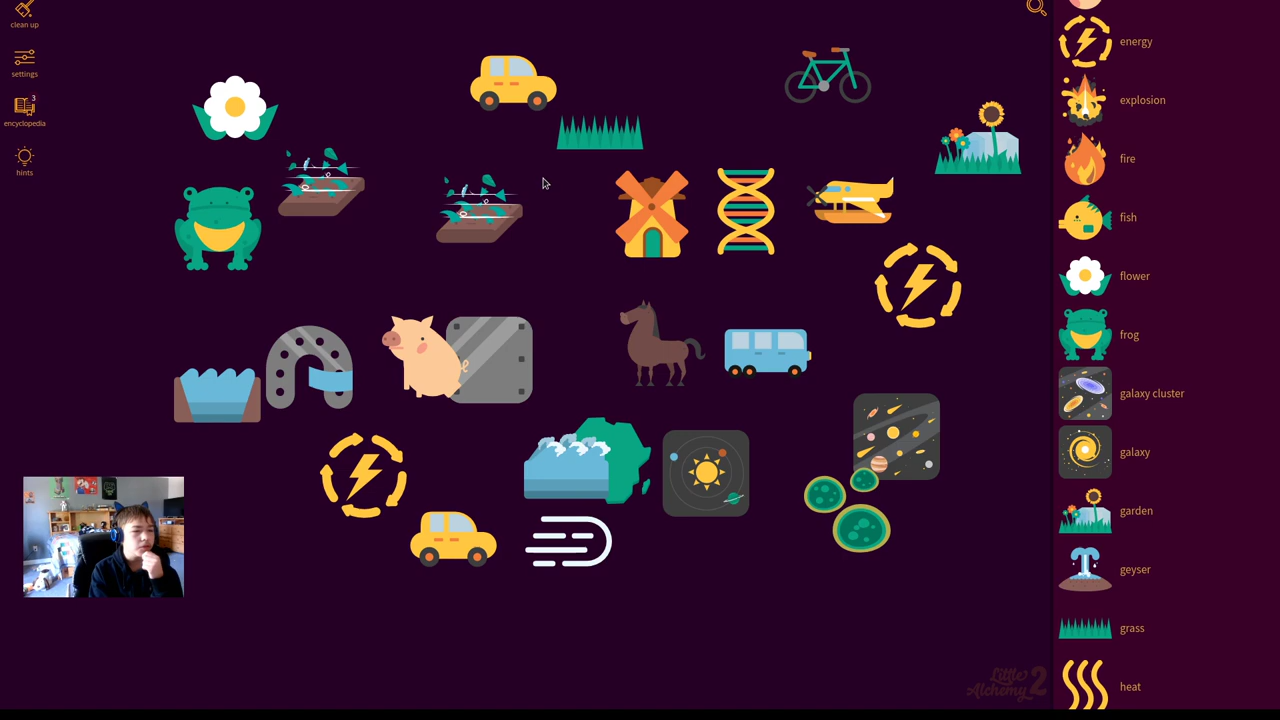 clean up
settings
3
encyclopedia
hints
energy
explosion
fire
fish
flower
frog
galaxy cluster
galaxy
garden
geyser
grass
heat
Little
Alchemy 2